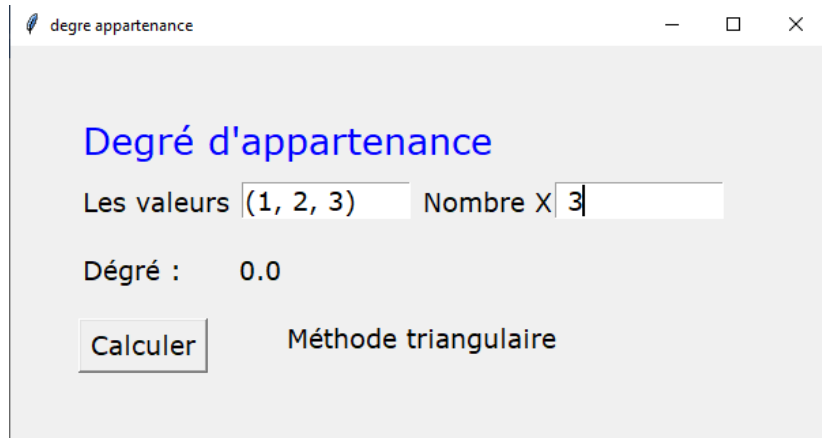 degre appartenance
Degré d'appartenance
Les valeurs (1, 2, 3) Nombre X 3
Dégré : 0.0
Calculer Méthode triangulaire